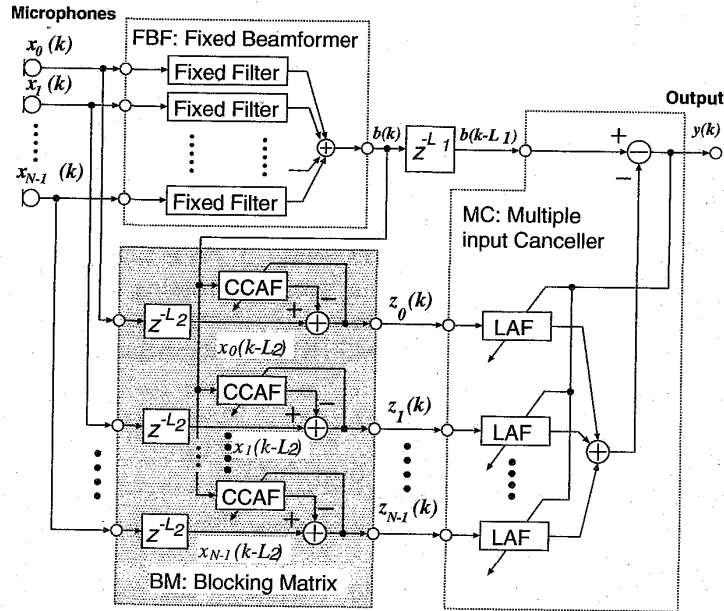 Microphones
x0(k)
x1(k)
xN-1(k)
FBF: Fixed Beamformer
Fixed Filter
Fixed Filter
Fixed Filter
+
b(k)
z-L1
b(k-L1)
+
−
−
Output
y(k)
MC: Multiple
input Canceller
CCAF
−
+
+
z-L2
x0(k-L2)
z0(k)
LAF
CCAF
−
+
+
z-L2
x1(k-L2)
z1(k)
LAF
+
CCAF
−
+
+
z-L2
xN-1(k-L2)
zN-1(k)
LAF
BM: Blocking Matrix